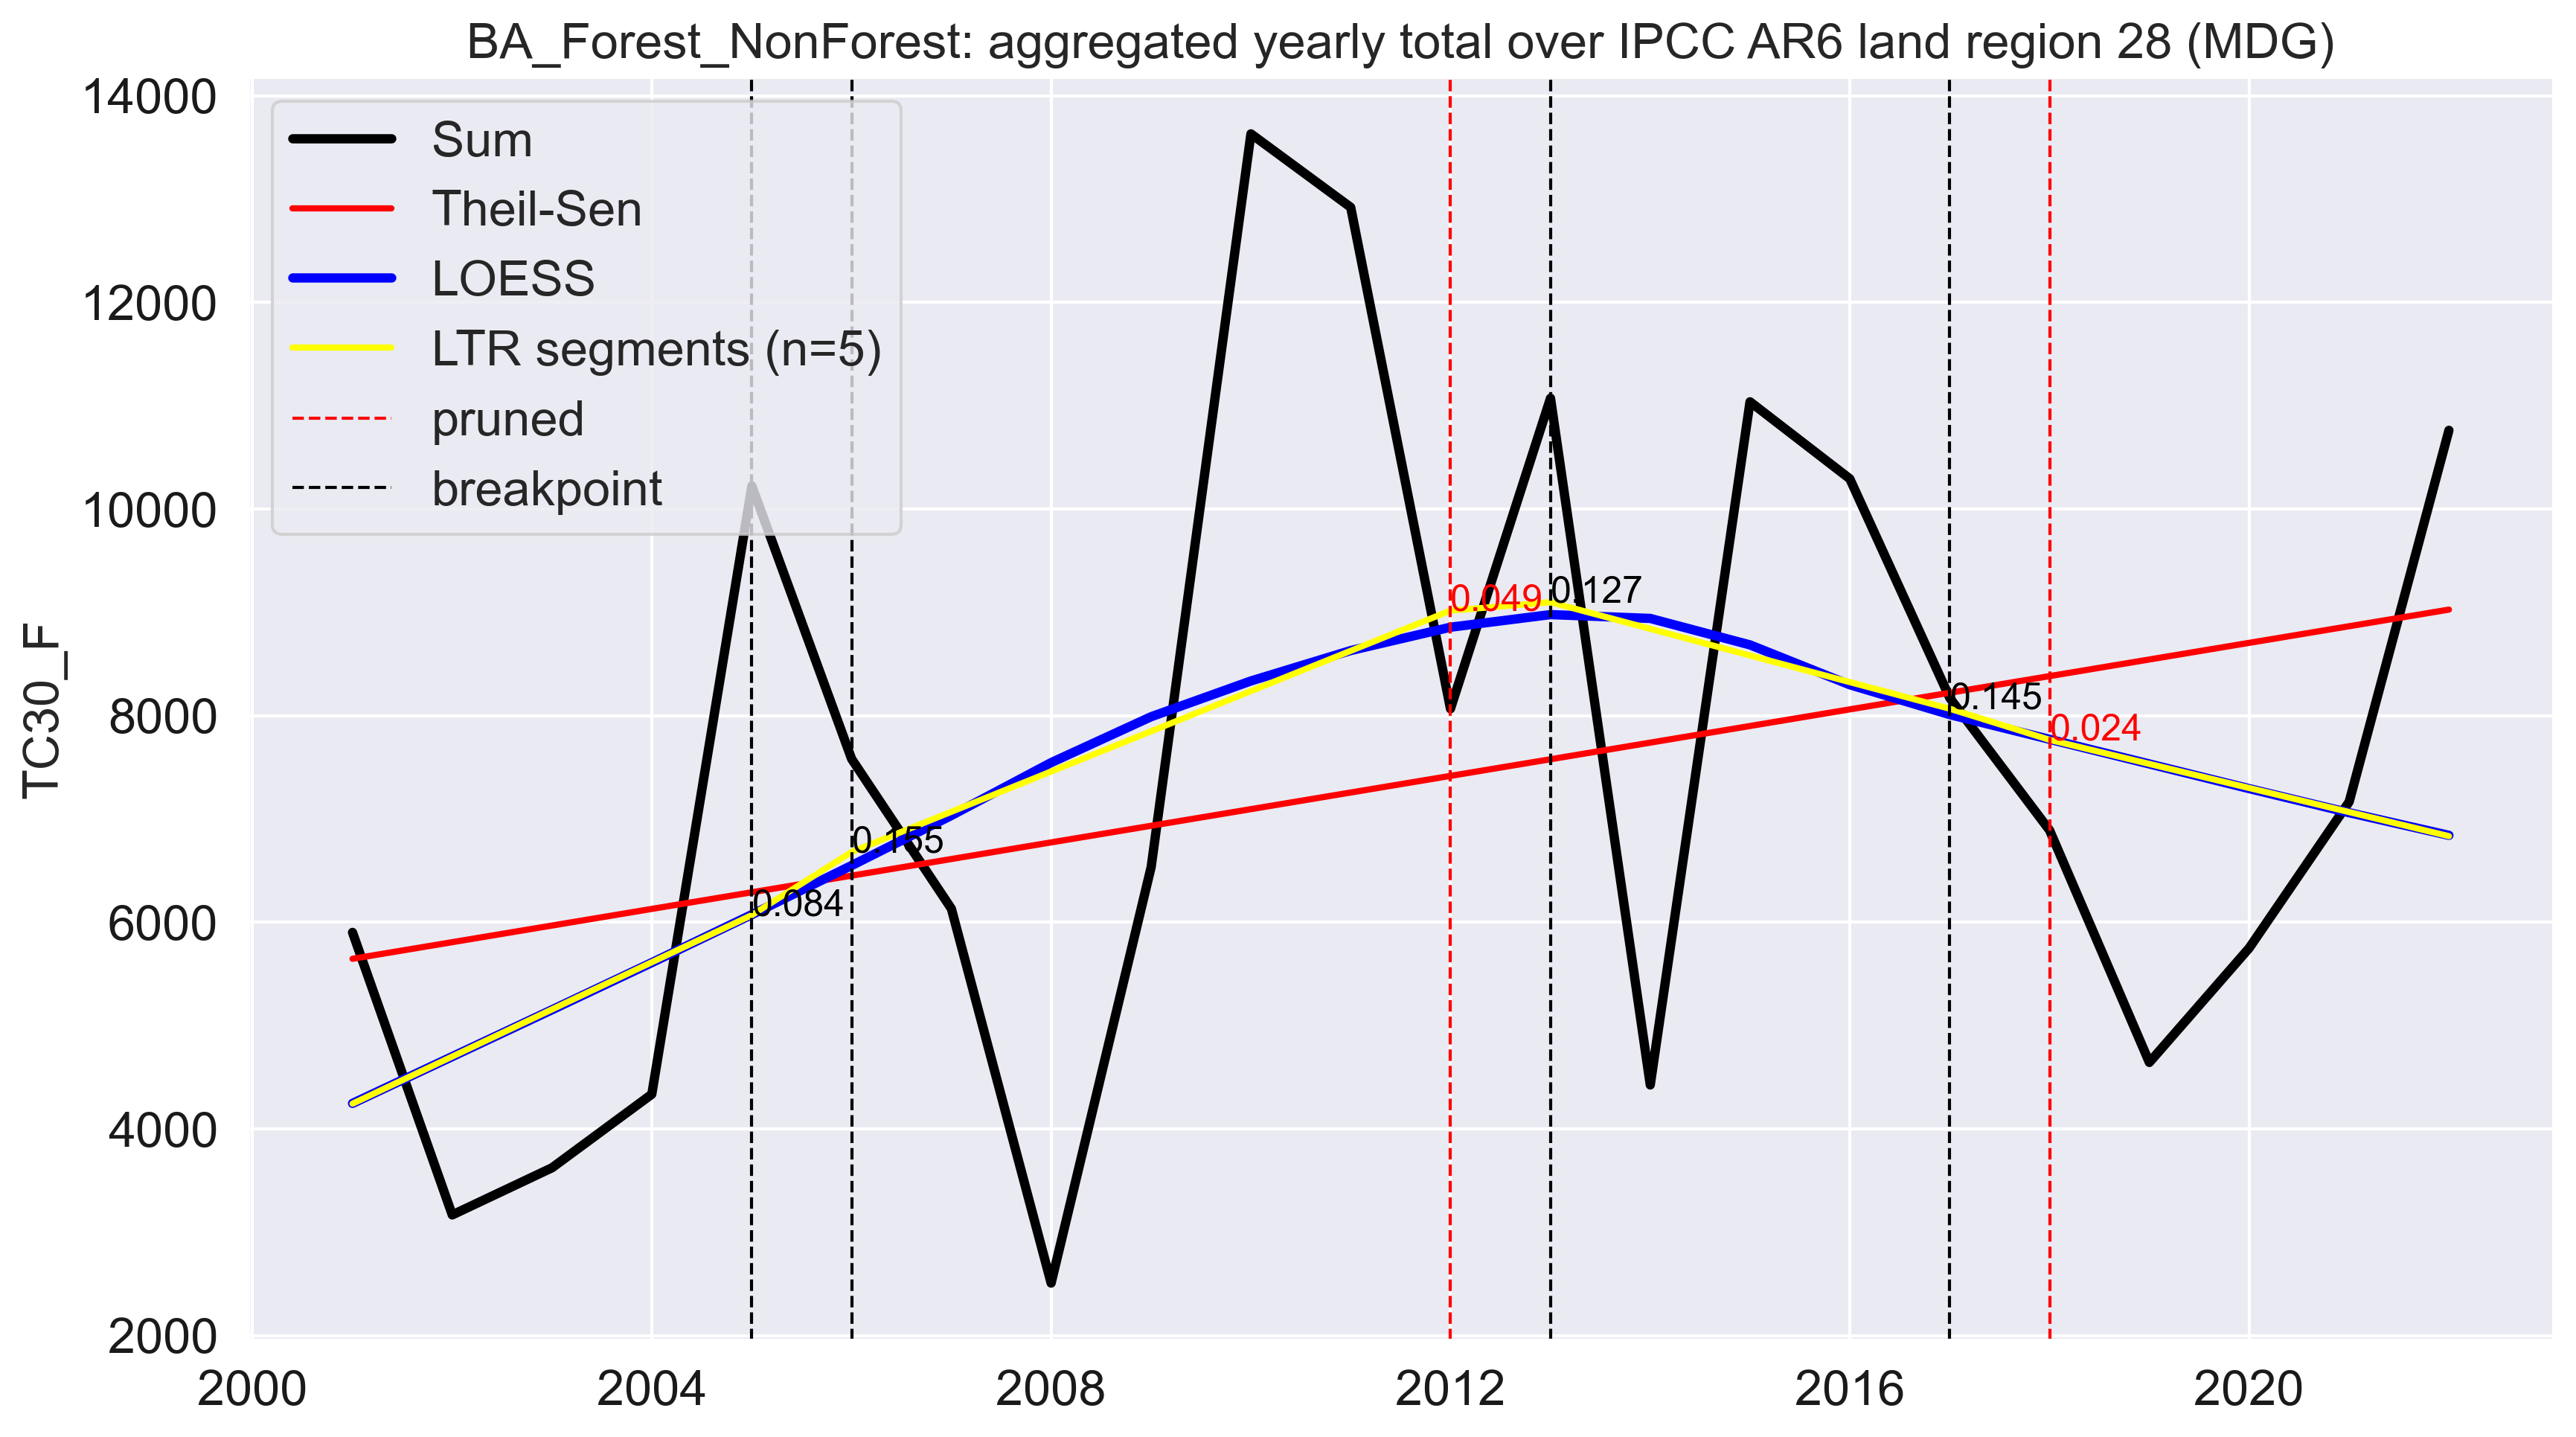 BA_Forest_NonForest: aggregated yearly total over IPCC AR6 land region 28 (MDG)
14000
12000
10000
8000
6000
4000
2000
TC30_F
Sum
Theil-Sen
LOESS
LTR segments (n=5)
pruned
breakpoint
0.084
0.155
0.049
0.127
0.145
0.024
2000
2004
2008
2012
2016
2020